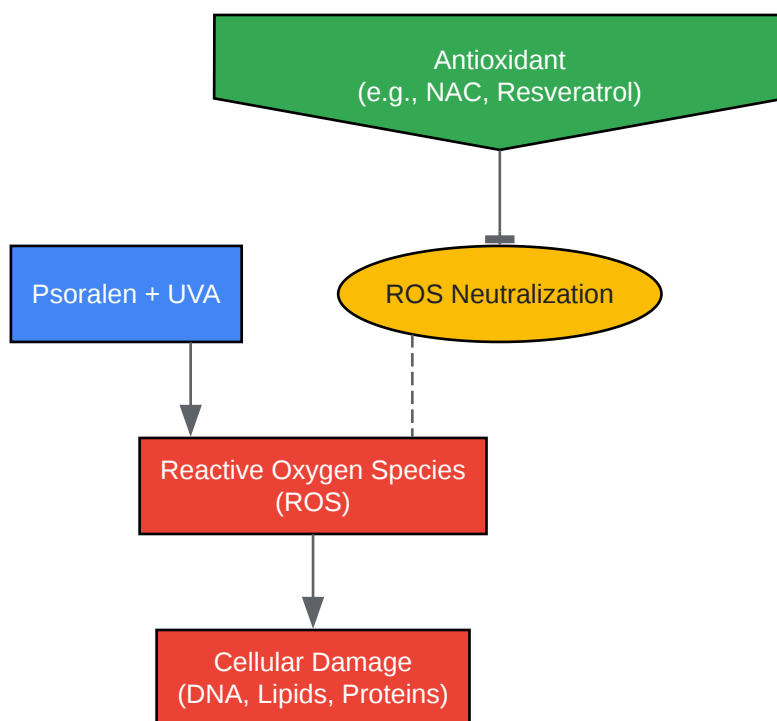 Antioxidant
(e.g., NAC, Resveratrol)
Psoralen + UVA
ROS Neutralization
Reactive Oxygen Species
(ROS)
Cellular Damage
(DNA, Lipids, Proteins)